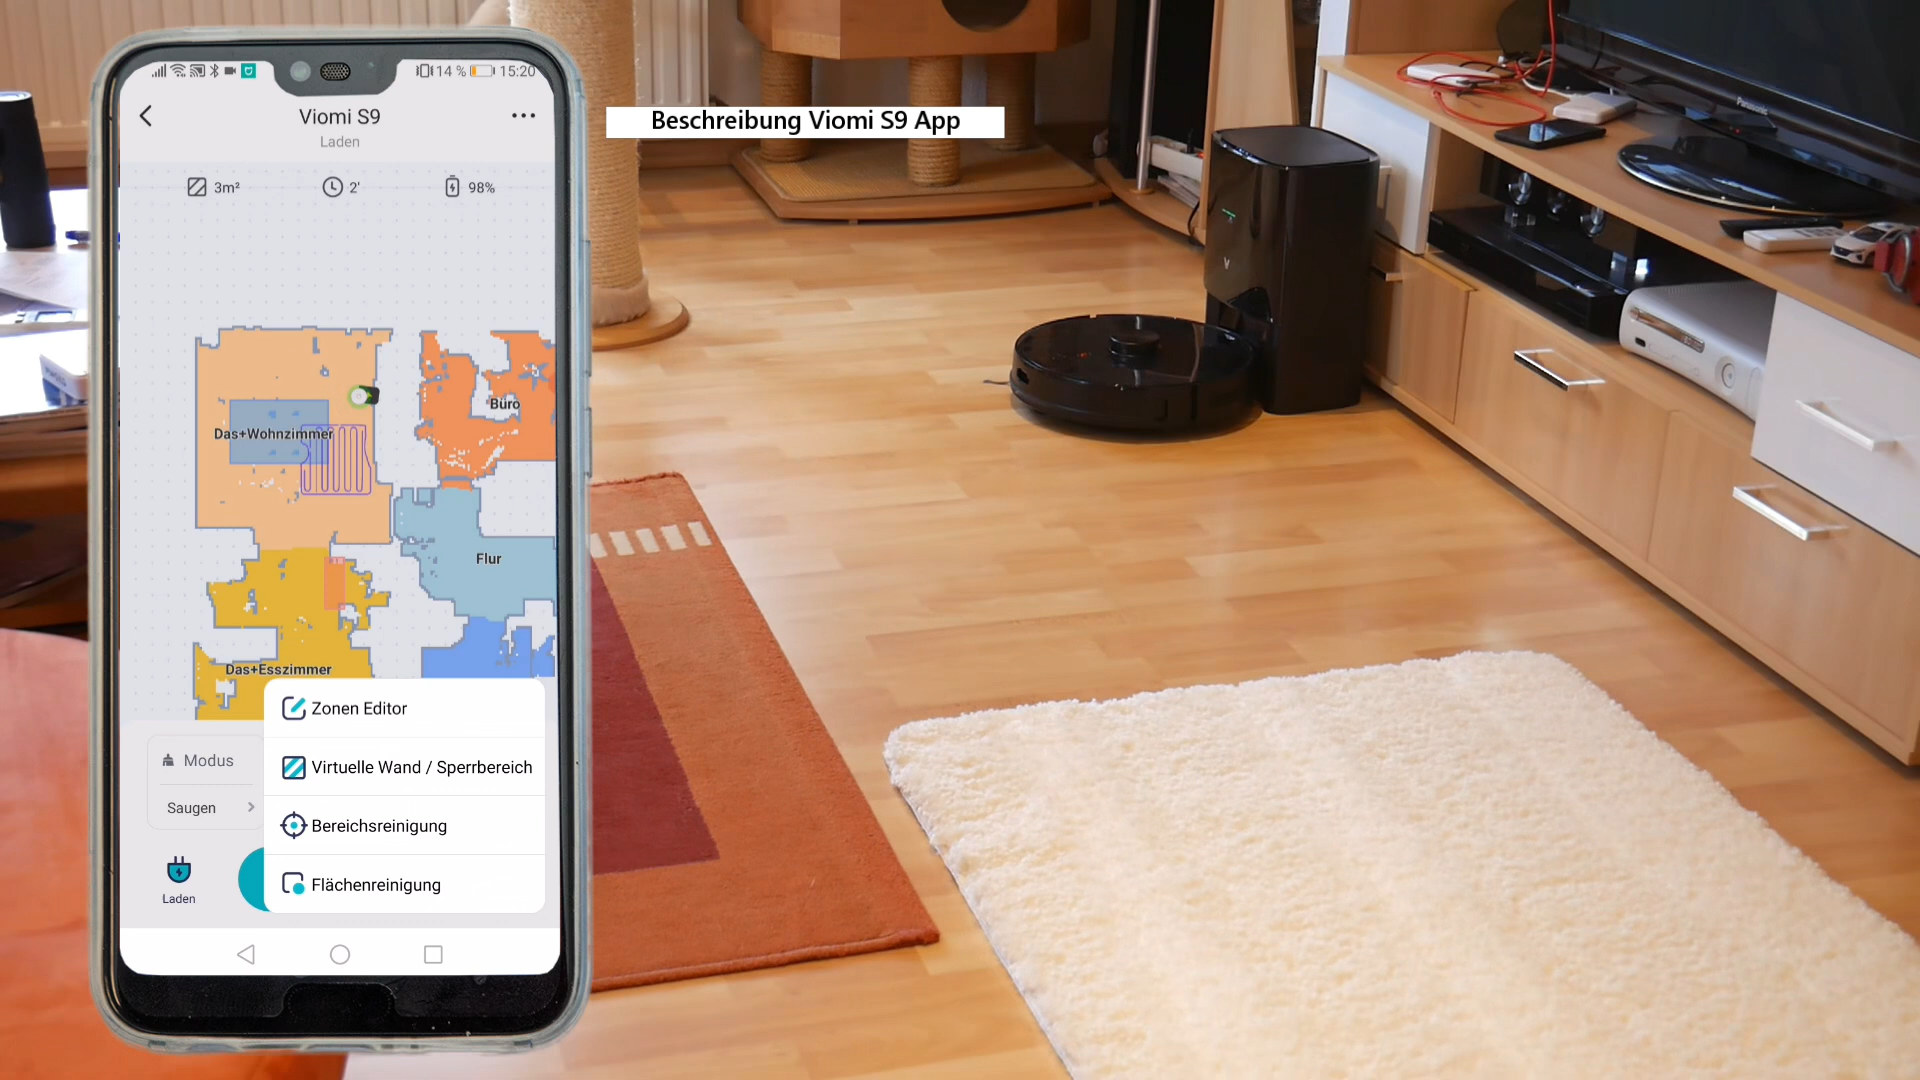 14 % 15:20
Viomi S9
Laden
Beschreibung Viomi S9 App
3m² 2' 98%
Büro
Das+Wohnzimmer
Flur
Das+Esszimmer
Zonen Editor
Modus
Virtuelle Wand / Sperrbereich
Saugen
Bereichsreinigung
Flächenreinigung
Laden
Panasonic